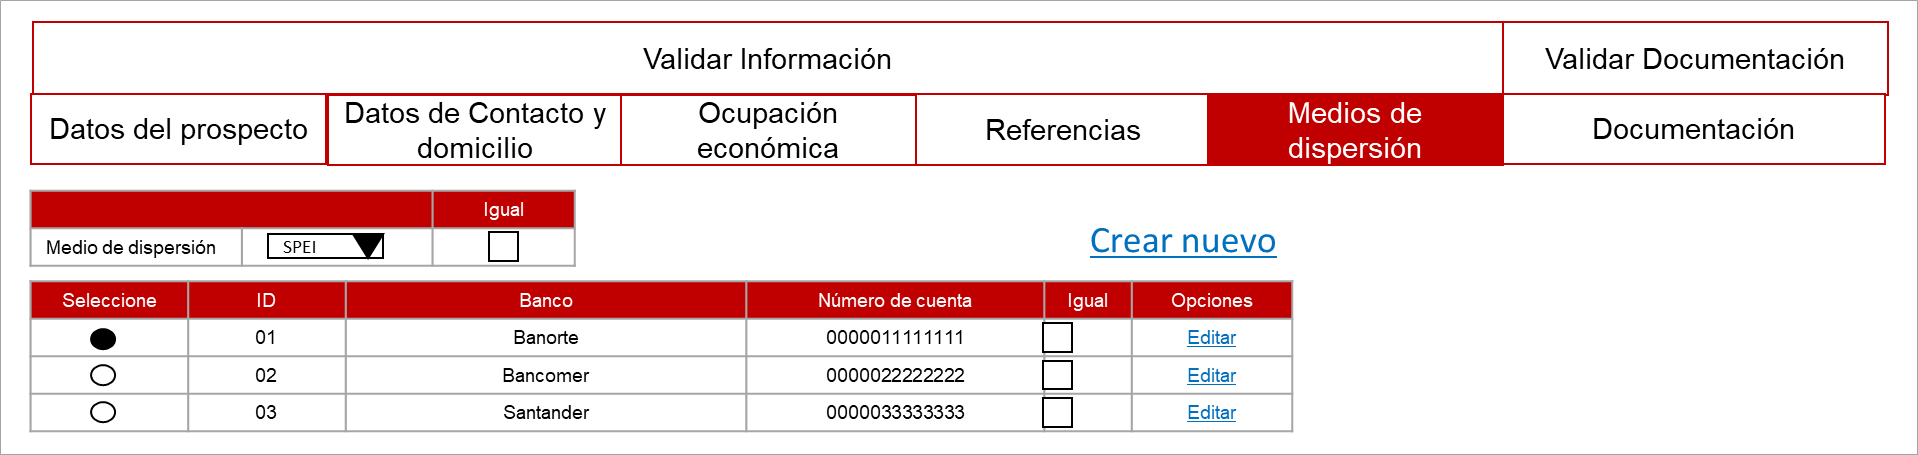 Validar Información
Validar Documentación
Datos del prospecto
Datos de Contacto y
domicilio
Ocupación
económica
Referencias
Medios de
dispersión
Documentación
Igual
Medio de dispersión
SPEI
Crear nuevo
Seleccione
ID
Banco
Número de cuenta
Igual
Opciones
01
Banorte
0000011111111
Editar
02
Bancomer
0000022222222
Editar
03
Santander
0000033333333
Editar